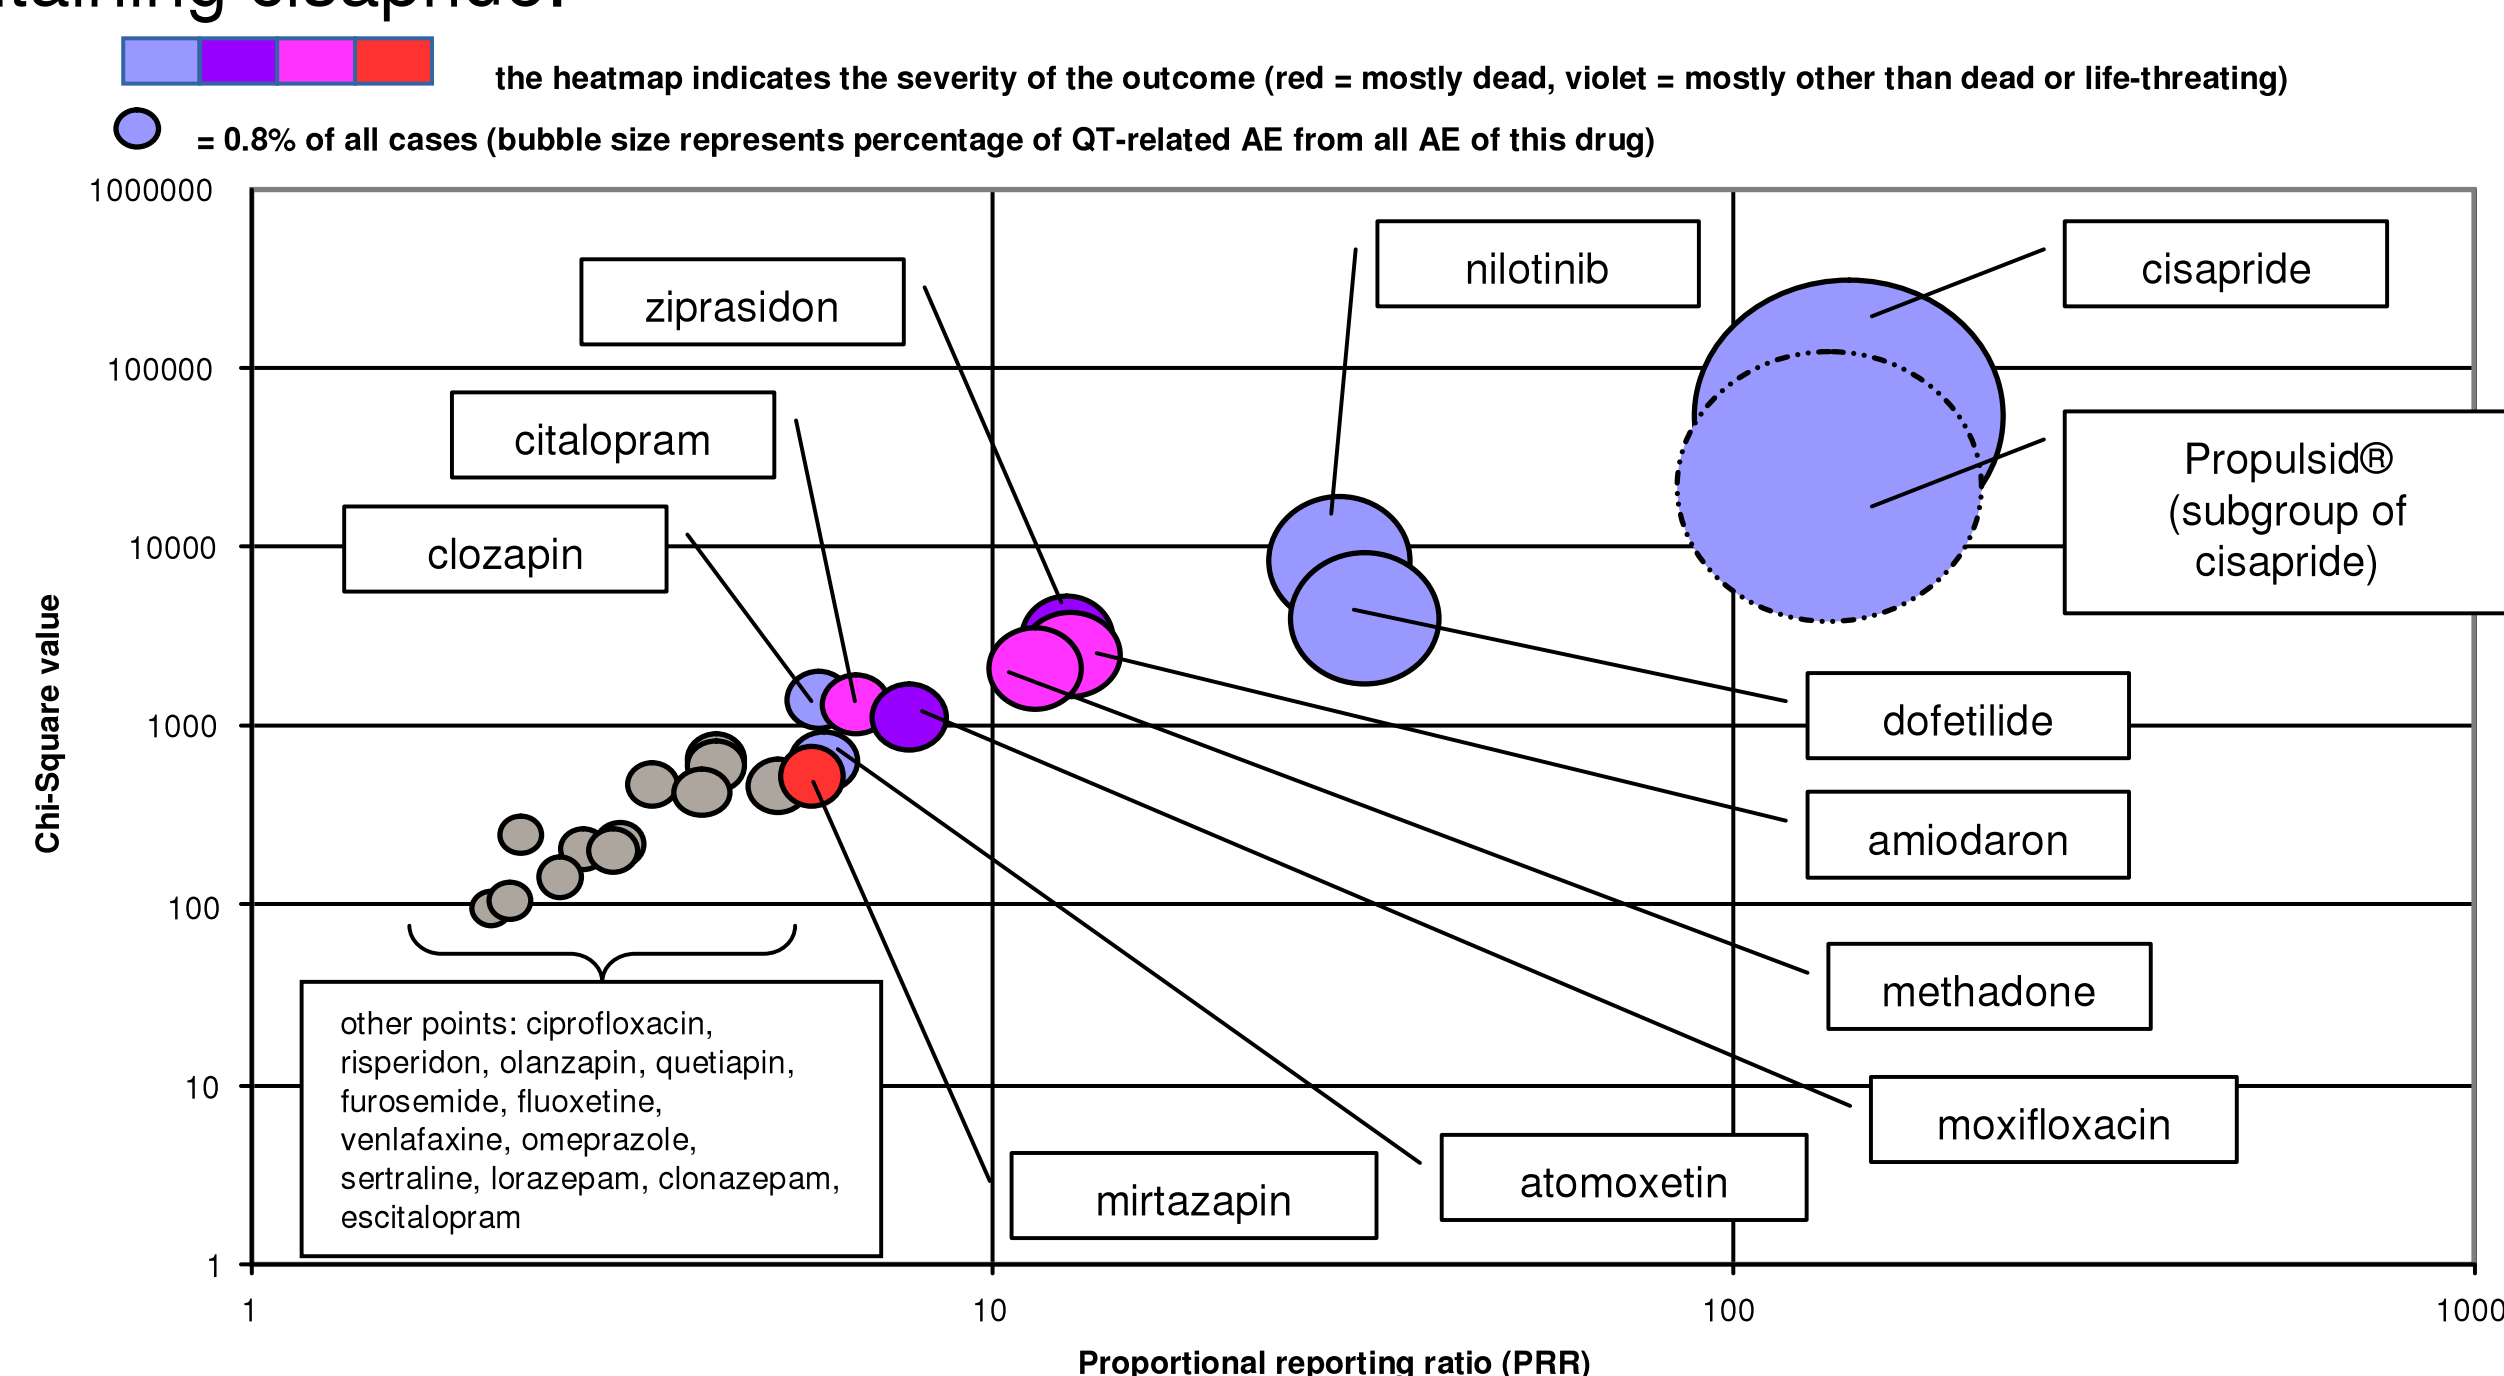 taining cisapride.
the heatmap indicates the severity of the outcome (red = mostly dead, violet = mostly other than dead or life-threating)
= 0.8% of all cases (bubble size represents percentage of QT-related AE from all AE of this drug)
1000000
100000
10000
1000
100
10
1
Chi-Square value
nilotinib
cisapride
ziprasidon
citalopram
Propulsid®
(subgroup of
cisapride)
clozapin
dofetilide
amiodaron
methadone
moxifloxacin
atomoxetin
mirtazapin
other points: ciprofloxacin,
risperidon, olanzapin, quetiapin,
furosemide, fluoxetine,
venlafaxine, omeprazole,
sertraline, lorazepam, clonazepam,
escitalopram
1
10
100
1000
Proportional reporting ratio (PRR)